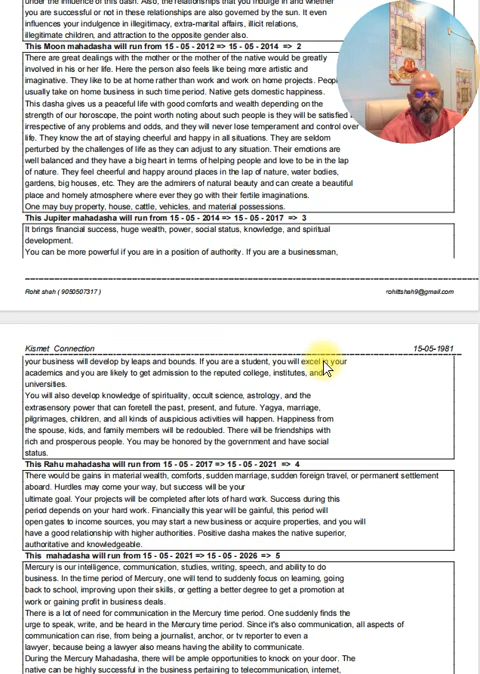 under the influence of this dash. Also, the relationships that you indulge in and whether
you are successful or not in these relationships are also governed by the sun. It even
influences your indulgence in illegitimacy, extra-marital affairs, illicit relations,
illegitimate children, and attraction to the opposite gender also.
This Moon mahadasha will run from 15 - 05 - 2012 => 15 - 05 - 2014 => 2
There are great dealings with the mother or the mother of the native would be greatly
involved in his or her life. Here the person also feels like being more artistic and
imaginative. They like to be at home rather than work and work on home projects.
usually take on home business in such time period. Native gets domestic happiness.
This dasha gives us a peaceful life with good comforts and wealth depending on the
strength of our horoscope, the point worth noting about such people is they will be satisfied
irrespective of any problems and odds, and they will never lose temperament and control over
life. They know the art of staying cheerful and happy in all situations. They are seldom
perturbed by the challenges of life as they can adjust to any situation. Their emotions are
well balanced and they have a big heart in terms of helping people and love to be in the lap
of nature. They feel cheerful and happy around places in the lap of nature, water bodies,
gardens, big houses, etc. They are the admirers of natural beauty and can create a beautiful
place and homely atmosphere where ever they go with their fertile imaginations.
One may buy property, house, cattle, vehicles, and material possessions.
This Jupiter mahadasha will run from 15 - 05 - 2014 => 15 - 05 - 2017 => 3
It brings financial success, huge wealth, power, social status, knowledge, and spiritual
development.
You can be more powerful if you are in a position of authority. If you are a businessman,
Rohit shah ( 9050507317 ) rohittshah9@gmail.com
Kismet Connection 15-05-1981
your business will develop by leaps and bounds. If you are a student, you will excel in your
academics and you are likely to get admission to the reputed college, institutes, and
universities.
You will also develop knowledge of spirituality, occult science, astrology, and the
extrasensory power that can foretell the past, present, and future. Yagya, marriage,
pilgrimages, children, and all kinds of auspicious activities will happen. Happiness from
the spouse, kids, and family members will be redoubled. There will be friendships with
rich and prosperous people. You may be honored by the government and have social
status.
This Rahu mahadasha will run from 15 - 05 - 2017 => 15 - 05 - 2021 => 4
There would be gains in material wealth, comforts, sudden marriage, sudden foreign travel, or permanent settlement
aboard. Hurdles may come your way, but success will be your
ultimate goal. Your projects will be completed after lots of hard work. Success during this
period depends on your hard work. Financially this year will be gainful, this period will
open gates to income sources, you may start a new business or acquire properties, and you will
have a good relationship with higher authorities. Positive dasha makes the native superior,
authoritative and knowledgeable.
This mahadasha will run from 15 - 05 - 2021 => 15 - 05 - 2026 => 5
Mercury is our intelligence, communication, studies, writing, speech, and ability to do
business. In the time period of Mercury, one will tend to suddenly focus on learning, going
back to school, improving upon their skills, or getting a better degree to get a promotion at
work or gaining profit in business deals.
There is a lot of need for communication in the Mercury time period. One suddenly finds the
urge to speak, write, and be heard in the Mercury time period. Since it's also communication, all aspects of
communication can rise, from being a journalist, anchor, or tv reporter to even a
lawyer, because being a lawyer also means having the ability to communicate.
During the Mercury Mahadasha, there will be ample opportunities to knock on your door. The
native can be highly successful in the business pertaining to telecommunication, internet,